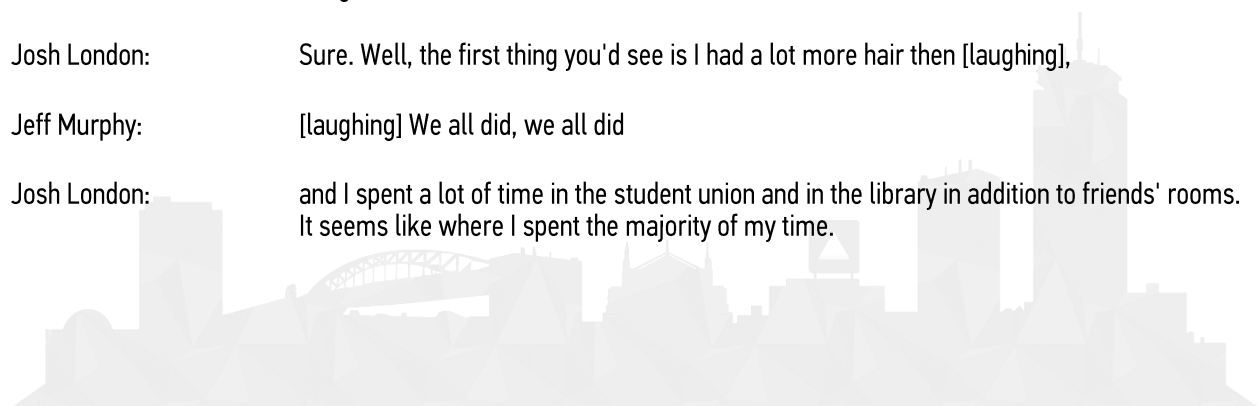 Josh London: Sure. Well, the first thing you'd see is I had a lot more hair then [laughing],
Jeff Murphy: [laughing] We all did, we all did
Josh London: and I spent a lot of time in the student union and in the library in addition to friends' rooms.
It seems like where I spent the majority of my time.